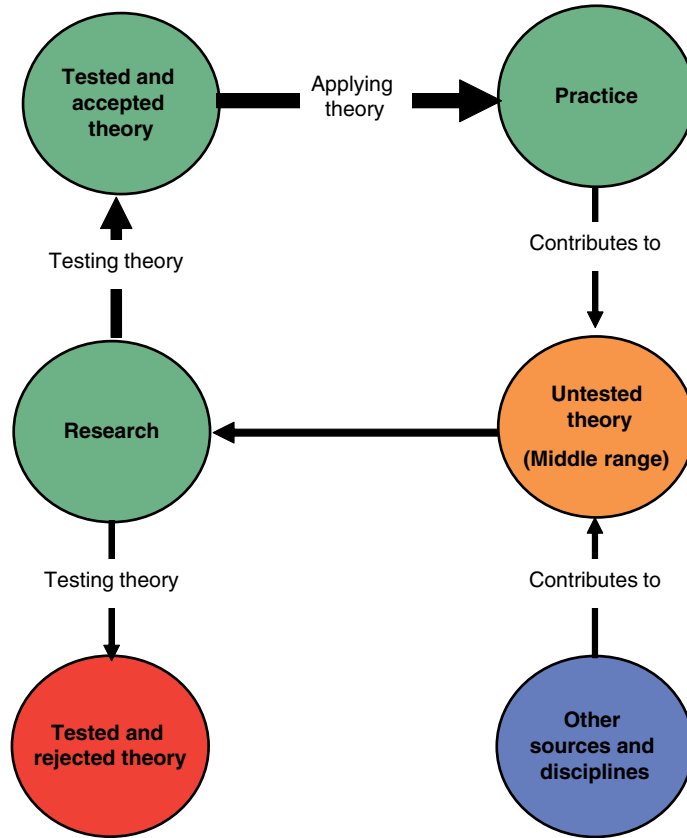 Tested and
accepted
theory
Applying
theory
Practice
Testing theory
Contributes to
Research
Untested
theory
(Middle range)
Testing theory
Contributes to
Tested and
rejected theory
Other
sources and
disciplines